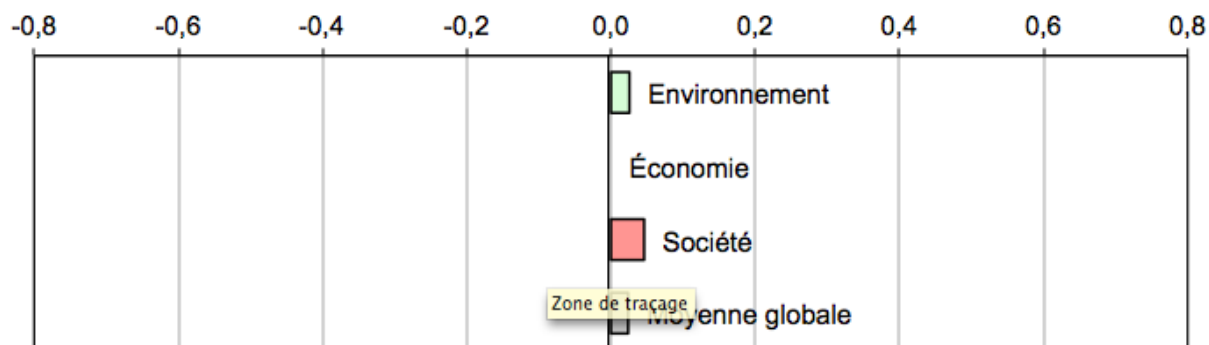 -0,8 -0,6 -0,4 -0,2 0,0 0,2 0,4 0,6 0,8
Environnement
Économie
Société
Zone de traçage
Moyenne globale